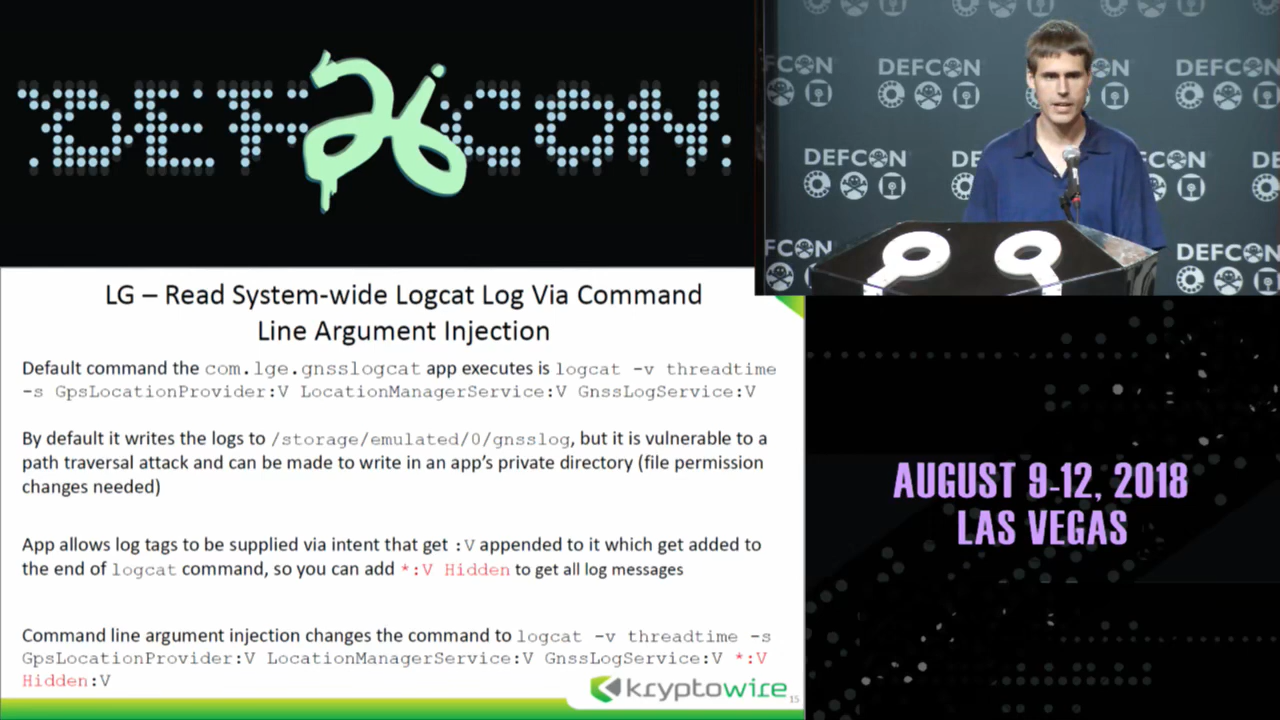 DEFCON
26
DEFCON
DEFCON
DEFCON
DEFCON
DEFCON
DEFCON
LG – Read System-wide Logcat Log Via Command
Line Argument Injection
Default command the com.lge.gnsslogcat app executes is logcat -v threadtime
-s GpsLocationProvider:V LocationManagerService:V GnssLogService:V
By default it writes the logs to /storage/emulated/0/gnsslog, but it is vulnerable to a
path traversal attack and can be made to write in an app's private directory (file permission
changes needed)
App allows log tags to be supplied via intent that get :V appended to it which get added to
the end of logcat command, so you can add *:V Hidden to get all log messages
Command line argument injection changes the command to logcat -v threadtime -s
GpsLocationProvider:V LocationManagerService:V GnssLogService:V *:V
Hidden:V
kryptowire
15
AUGUST 9-12, 2018
LAS VEGAS